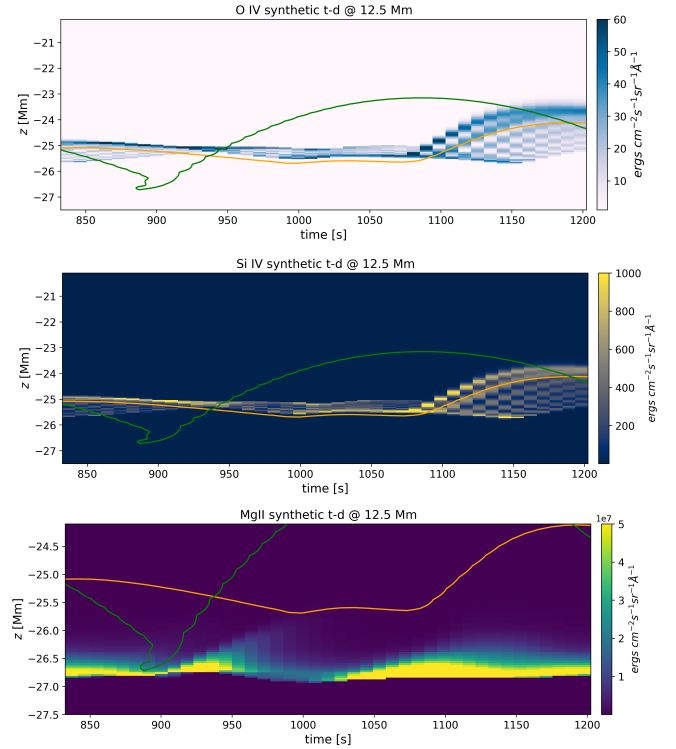 O IV synthetic t-d @ 12.5 Mm
−21
−22
−23
−24
−25
−26
−27
z [Mm]
850 900 950 1000 1050 1100 1150 1200
time [s]
60
50
40
30
20
10
ergs cm−2s−1sr−1Å−1
Si IV synthetic t-d @ 12.5 Mm
−21
−22
−23
−24
−25
−26
−27
z [Mm]
850 900 950 1000 1050 1100 1150 1200
time [s]
1000
800
600
400
200
ergs cm−2s−1sr−1Å−1
MgII synthetic t-d @ 12.5 Mm
−24.5
−25.0
−25.5
−26.0
−26.5
−27.0
−27.5
z [Mm]
850 900 950 1000 1050 1100 1150 1200
time [s]
1e7
5
4
3
2
1
ergs cm−2s−1sr−1Å−1